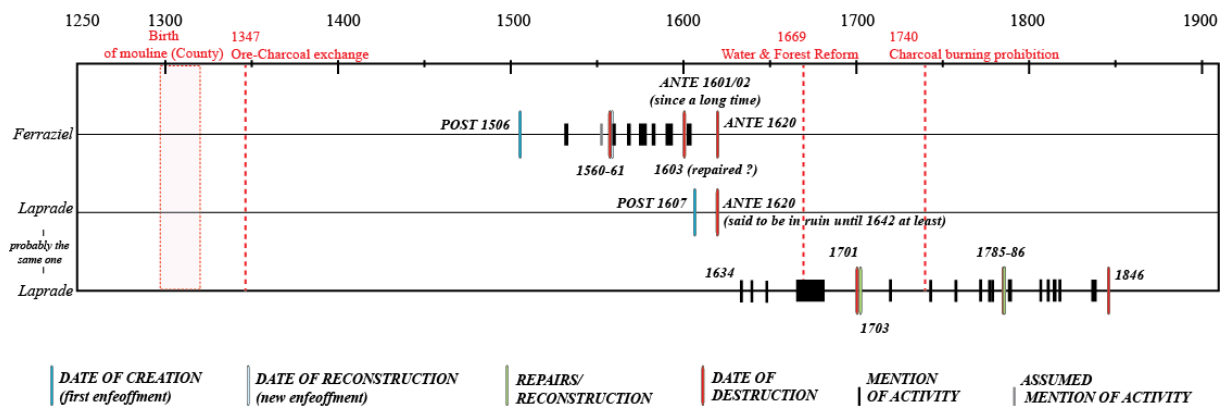 1250 1300 1400 1500 1600 1700 1800 1900
Birth
of mouline (County)
1347
Ore-Charcoal exchange
1669
Water & Forest Reform
1740
Charcoal burning prohibition
ANTE 1601/02
(since a long time)
Ferraziel
POST 1506
ANTE 1620
1560-61
1603 (repaired ?)
Laprade
POST 1607
ANTE 1620
(said to be in ruin until 1642 at least)
probably the
same one
Laprade
1634
1701
1785-86
1846
1703
DATE OF CREATION
(first enfeoffment)
DATE OF RECONSTRUCTION
(new enfeoffment)
REPAIRS/
RECONSTRUCTION
DATE OF
DESTRUCTION
MENTION
OF ACTIVITY
ASSUMED
MENTION OF ACTIVITY